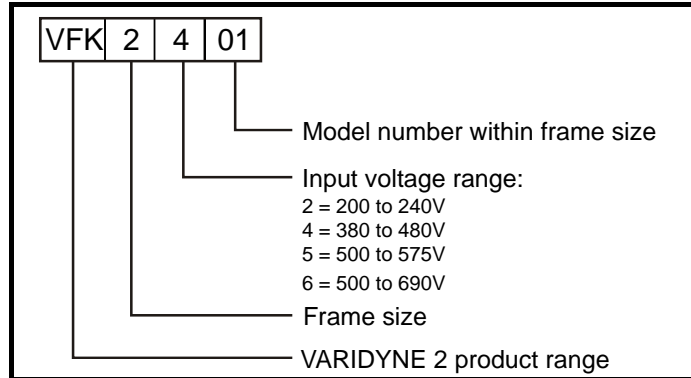 VFK 2 4 01
Model number within frame size
Input voltage range:
2 = 200 to 240V
4 = 380 to 480V
5 = 500 to 575V
6 = 500 to 690V
Frame size
VARIDYNE 2 product range